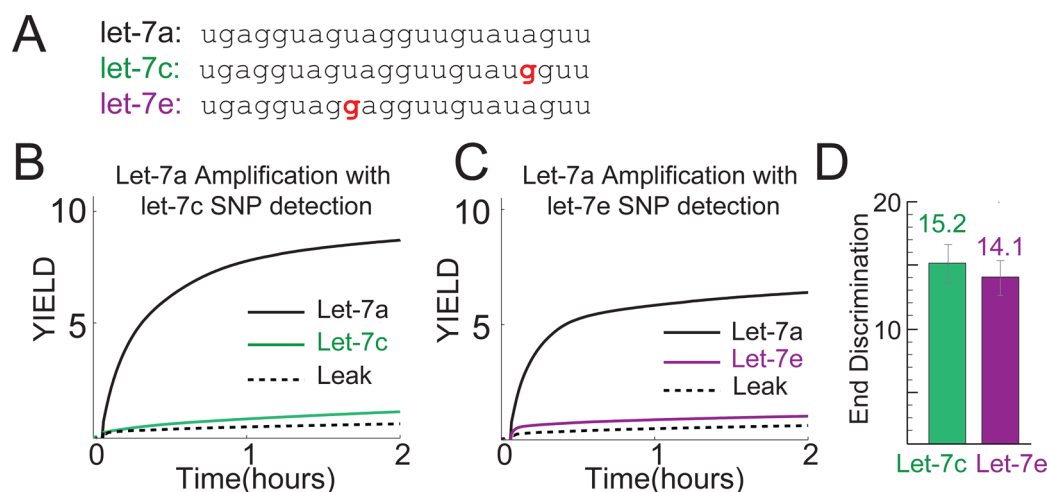 A
let-7a: ugagguaguagguuguauaguu
let-7c: ugagguaguagguuguaugguu
let-7e: ugagguaggagguuguauaguu
B
Let-7a Amplification with
let-7c SNP detection
YIELD
10
5
Let-7a
Let-7c
Leak
0
1
2
Time(hours)
C
Let-7a Amplification with
let-7e SNP detection
YIELD
10
5
Let-7a
Let-7e
Leak
0
1
2
Time(hours)
D
End Discrimination
20
10
15.2
14.1
Let-7c
Let-7e